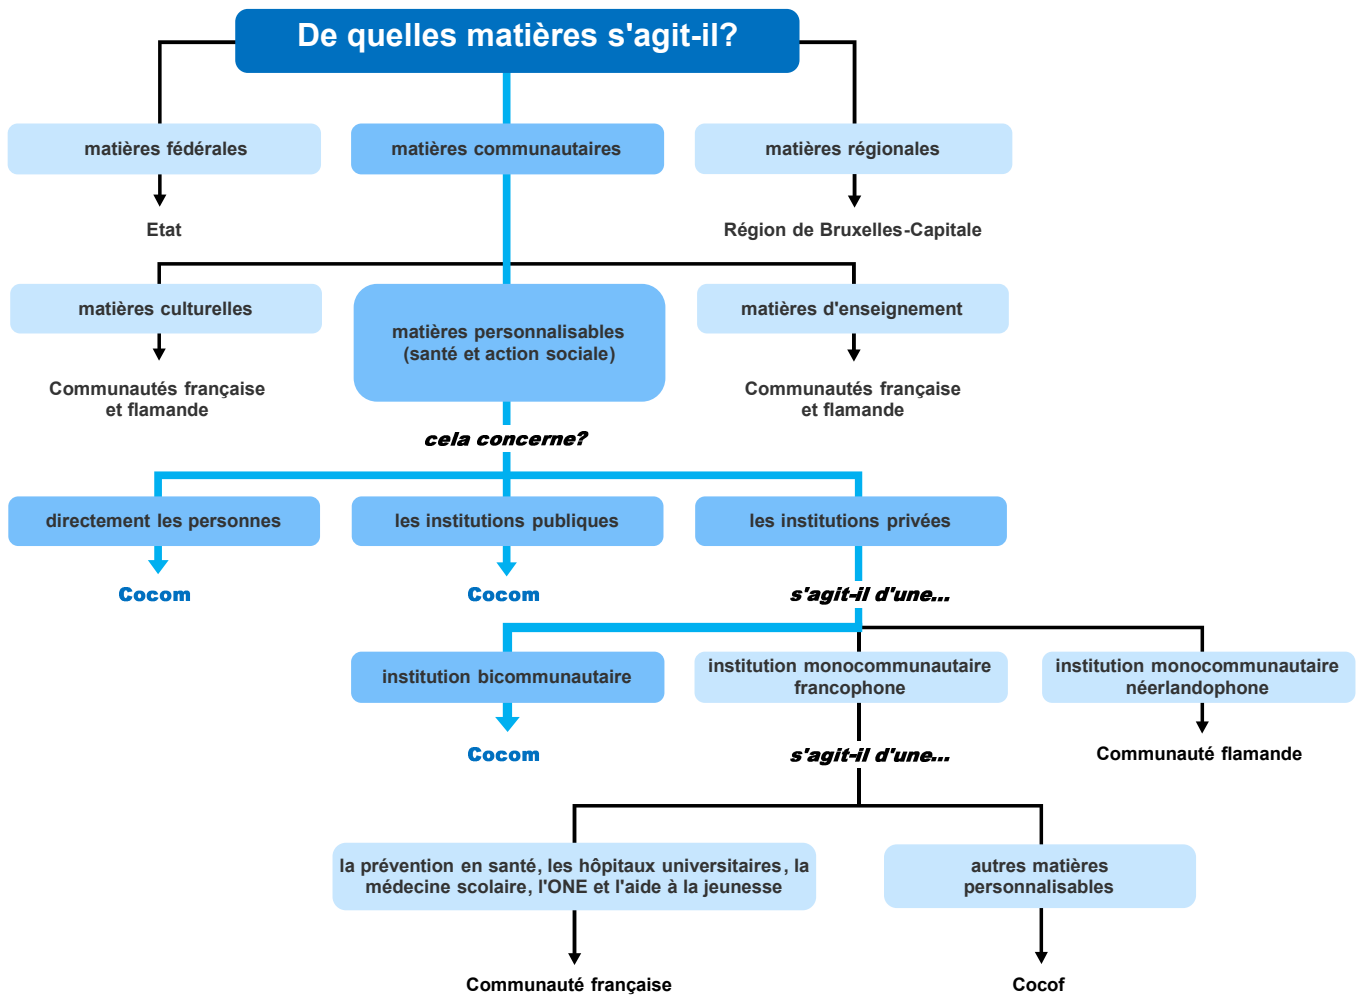 De quelles matières s'agit-il?
matières fédérales
matières communautaires
matières régionales
Etat
Région de Bruxelles-Capitale
matières culturelles
matières personnalisables
(santé et action sociale)
matières d'enseignement
Communautés française
et flamande
Communautés française
et flamande
cela concerne?
directement les personnes
les institutions publiques
les institutions privées
Cocom
Cocom
s'agit-il d'une...
institution bicommunautaire
institution monocommunautaire
francophone
institution monocommunautaire
néerlandophone
Cocom
s'agit-il d'une...
Communauté flamande
la prévention en santé, les hôpitaux universitaires, la
médecine scolaire, l'ONE et l'aide à la jeunesse
autres matières
personnalisables
Communauté française
Cocof